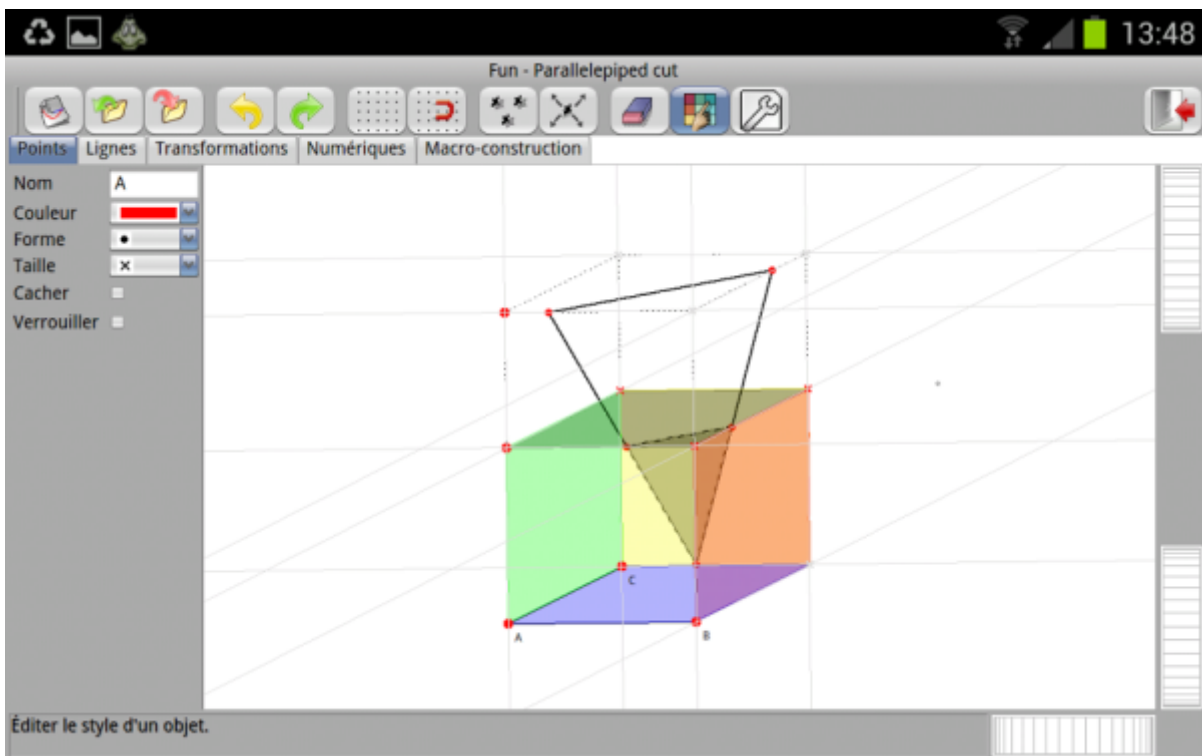 13:48
Fun - Parallelepiped cut
Points Lignes Transformations Numériques Macro-construction
Nom A
Couleur
Forme
Taille
Cacher
Verrouiller
C
A B
Éditer le style d'un objet.